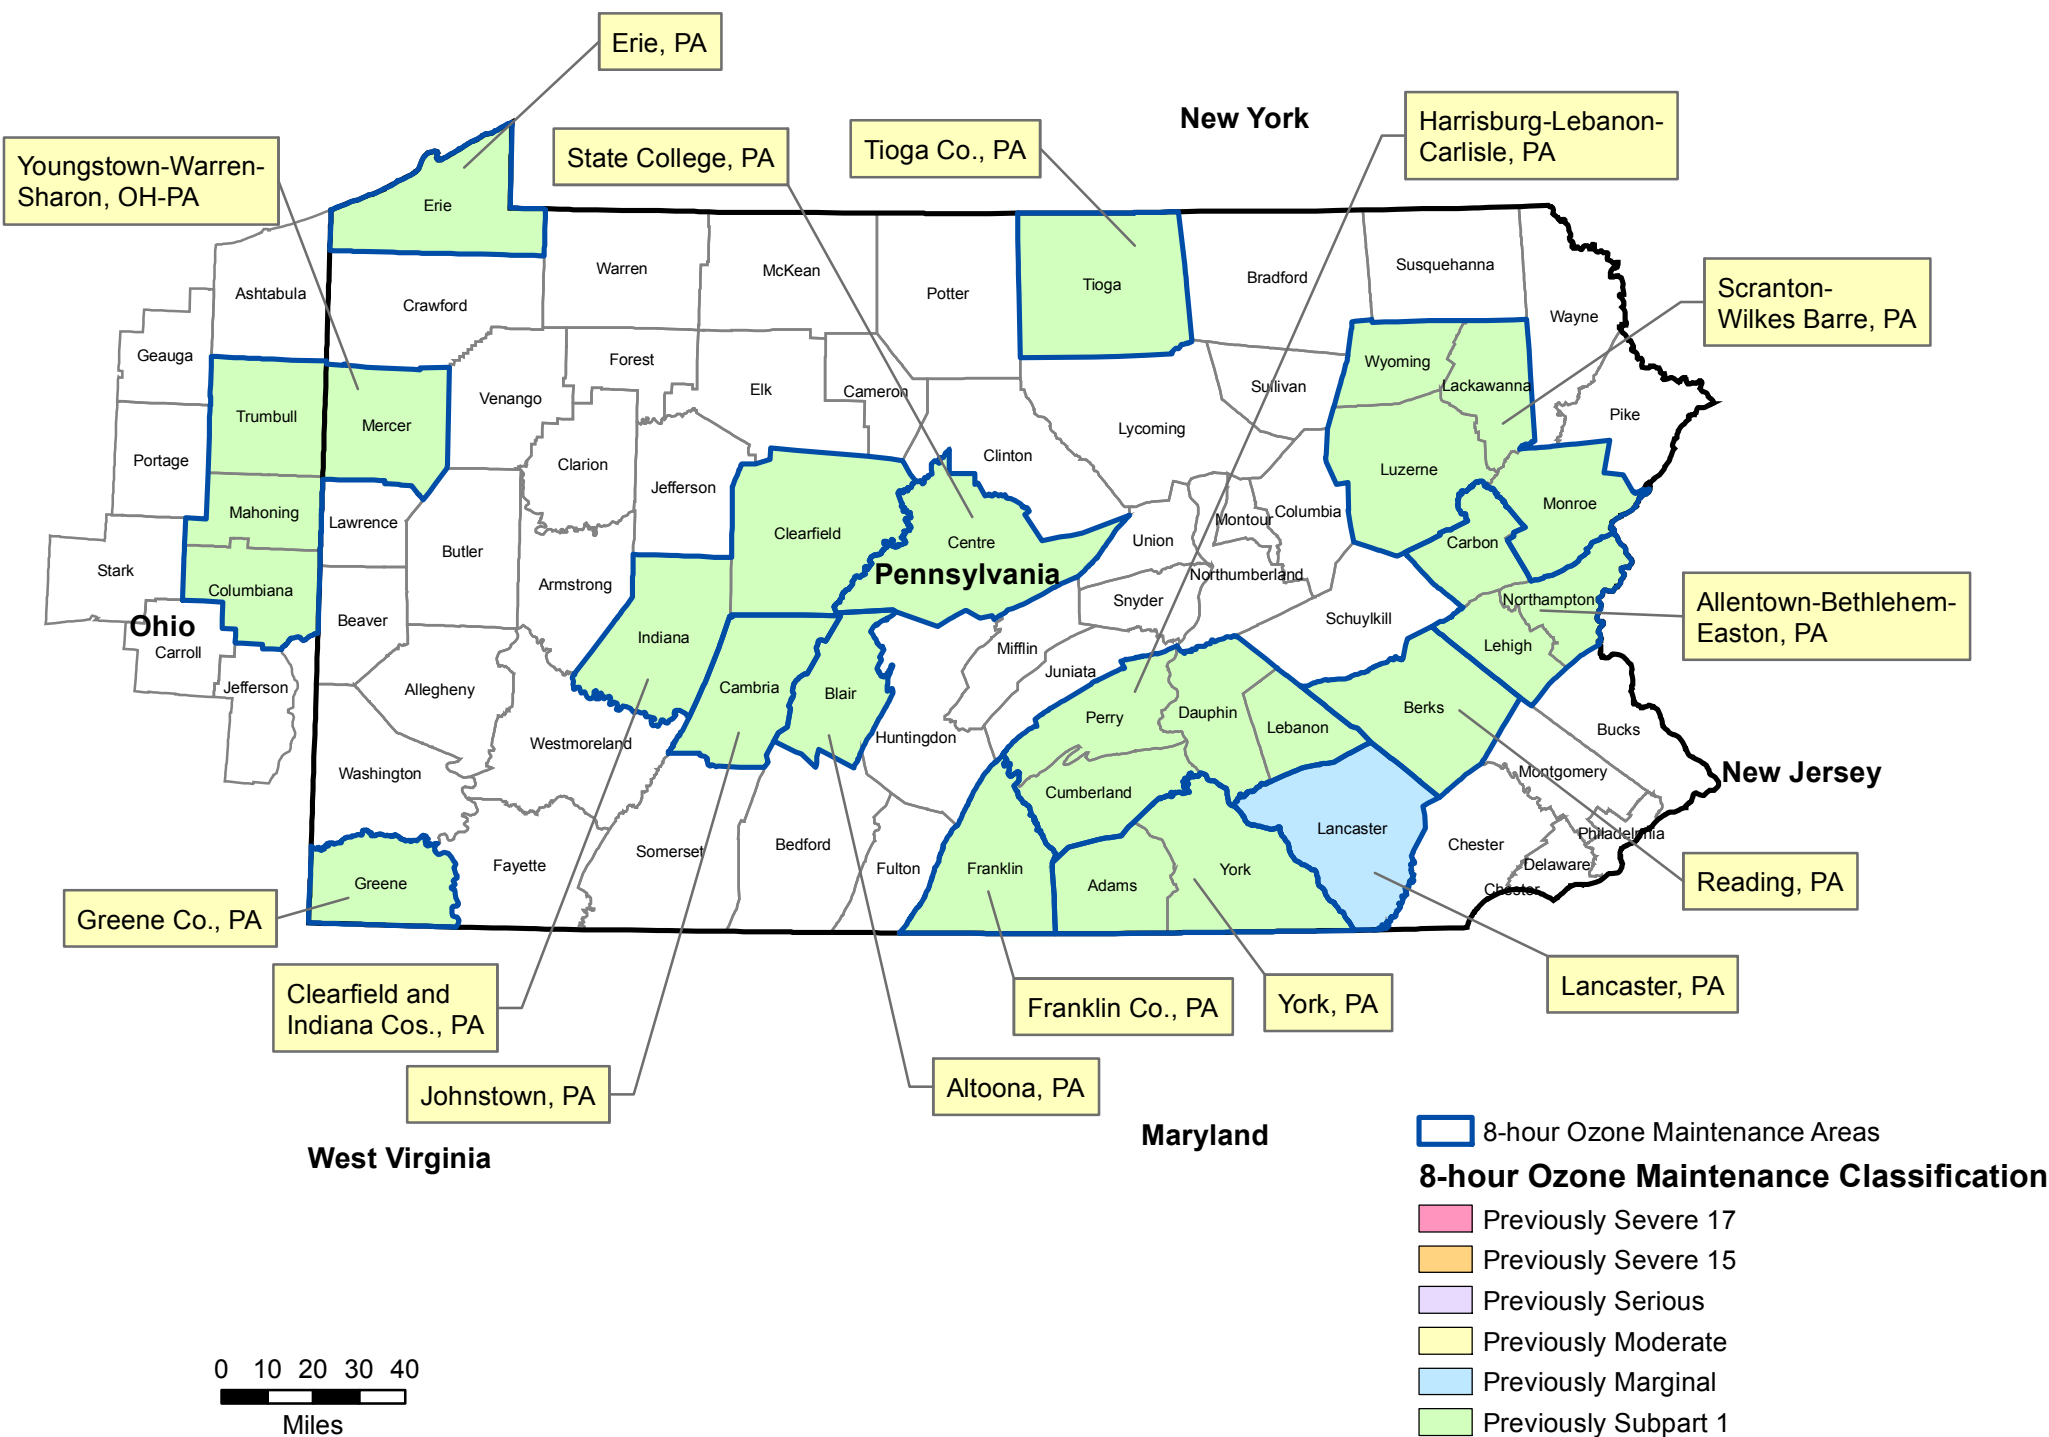 Erie, PA
New York
Harrisburg-Lebanon-
Carlisle, PA
State College, PA
Tioga Co., PA
Youngstown-Warren-
Sharon, OH-PA
Erie
Warren
McKean
Potter
Tioga
Bradford
Susquehanna
Wayne
Scranton-
Wilkes Barre, PA
Ashtabula
Crawford
Geauga
Forest
Venango
Elk
Cameron
Sullivan
Wyoming
Lackawanna
Pike
Trumbull
Mercer
Lycoming
Clinton
Portage
Clarion
Jefferson
Luzerne
Monroe
Mahoning
Lawrence
Butler
Clearfield
Centre
Union
Montour
Columbia
Carbon
Stark
Armstrong
Pennsylvania
Northumberland
Columbiana
Beaver
Snyder
Schuylkill
Northampton
Allentown-Bethlehem-
Easton, PA
Ohio
Carroll
Indiana
Mifflin
Juniata
Lehigh
Jefferson
Allegheny
Cambria
Blair
Perry
Dauphin
Lebanon
Berks
Bucks
Westmoreland
Huntingdon
Washington
Cumberland
Montgomery
New Jersey
Lancaster
Philadelphia
Chester
Delaware
Chester
Greene
Fayette
Somerset
Bedford
Fulton
Franklin
Adams
York
Reading, PA
Greene Co., PA
Clearfield and
Indiana Cos., PA
Franklin Co., PA
York, PA
Lancaster, PA
Johnstown, PA
Altoona, PA
West Virginia
Maryland
8-hour Ozone Maintenance Areas
8-hour Ozone Maintenance Classification
Previously Severe 17
Previously Severe 15
Previously Serious
Previously Moderate
Previously Marginal
Previously Subpart 1
0 10 20 30 40
Miles